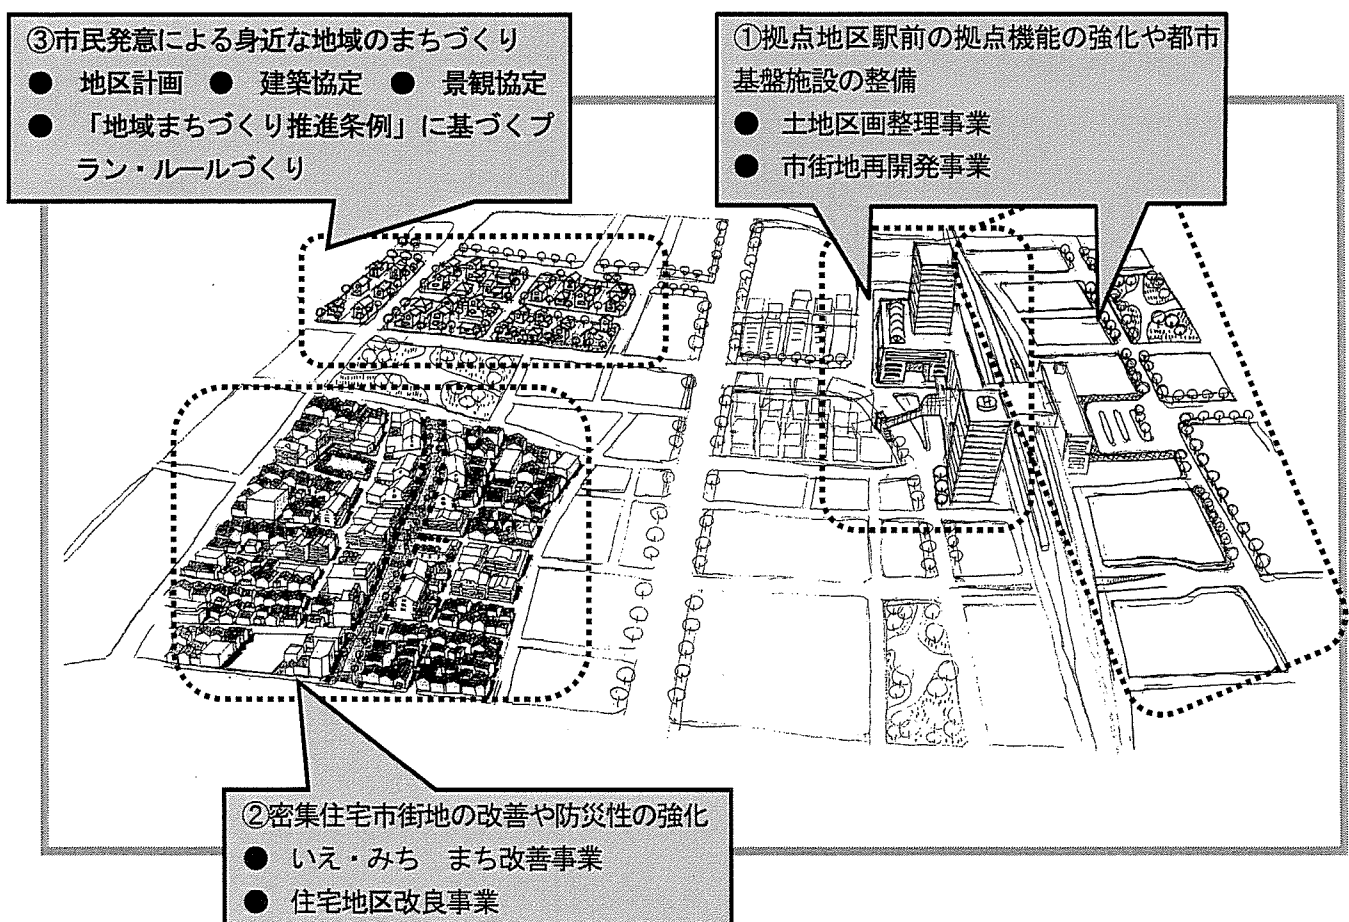 ③市民発意による身近な地域のまちづくり
● 地区計画 ● 建築協定 ● 景観協定
● 「地域まちづくり推進条例」に基づくプ
ラン・ルールづくり
①拠点地区駅前の拠点機能の強化や都市
基盤施設の整備
● 土地区画整理事業
● 市街地再開発事業
②密集住宅市街地の改善や防災性の強化
● いえ・みち　まち改善事業
● 住宅地区改良事業